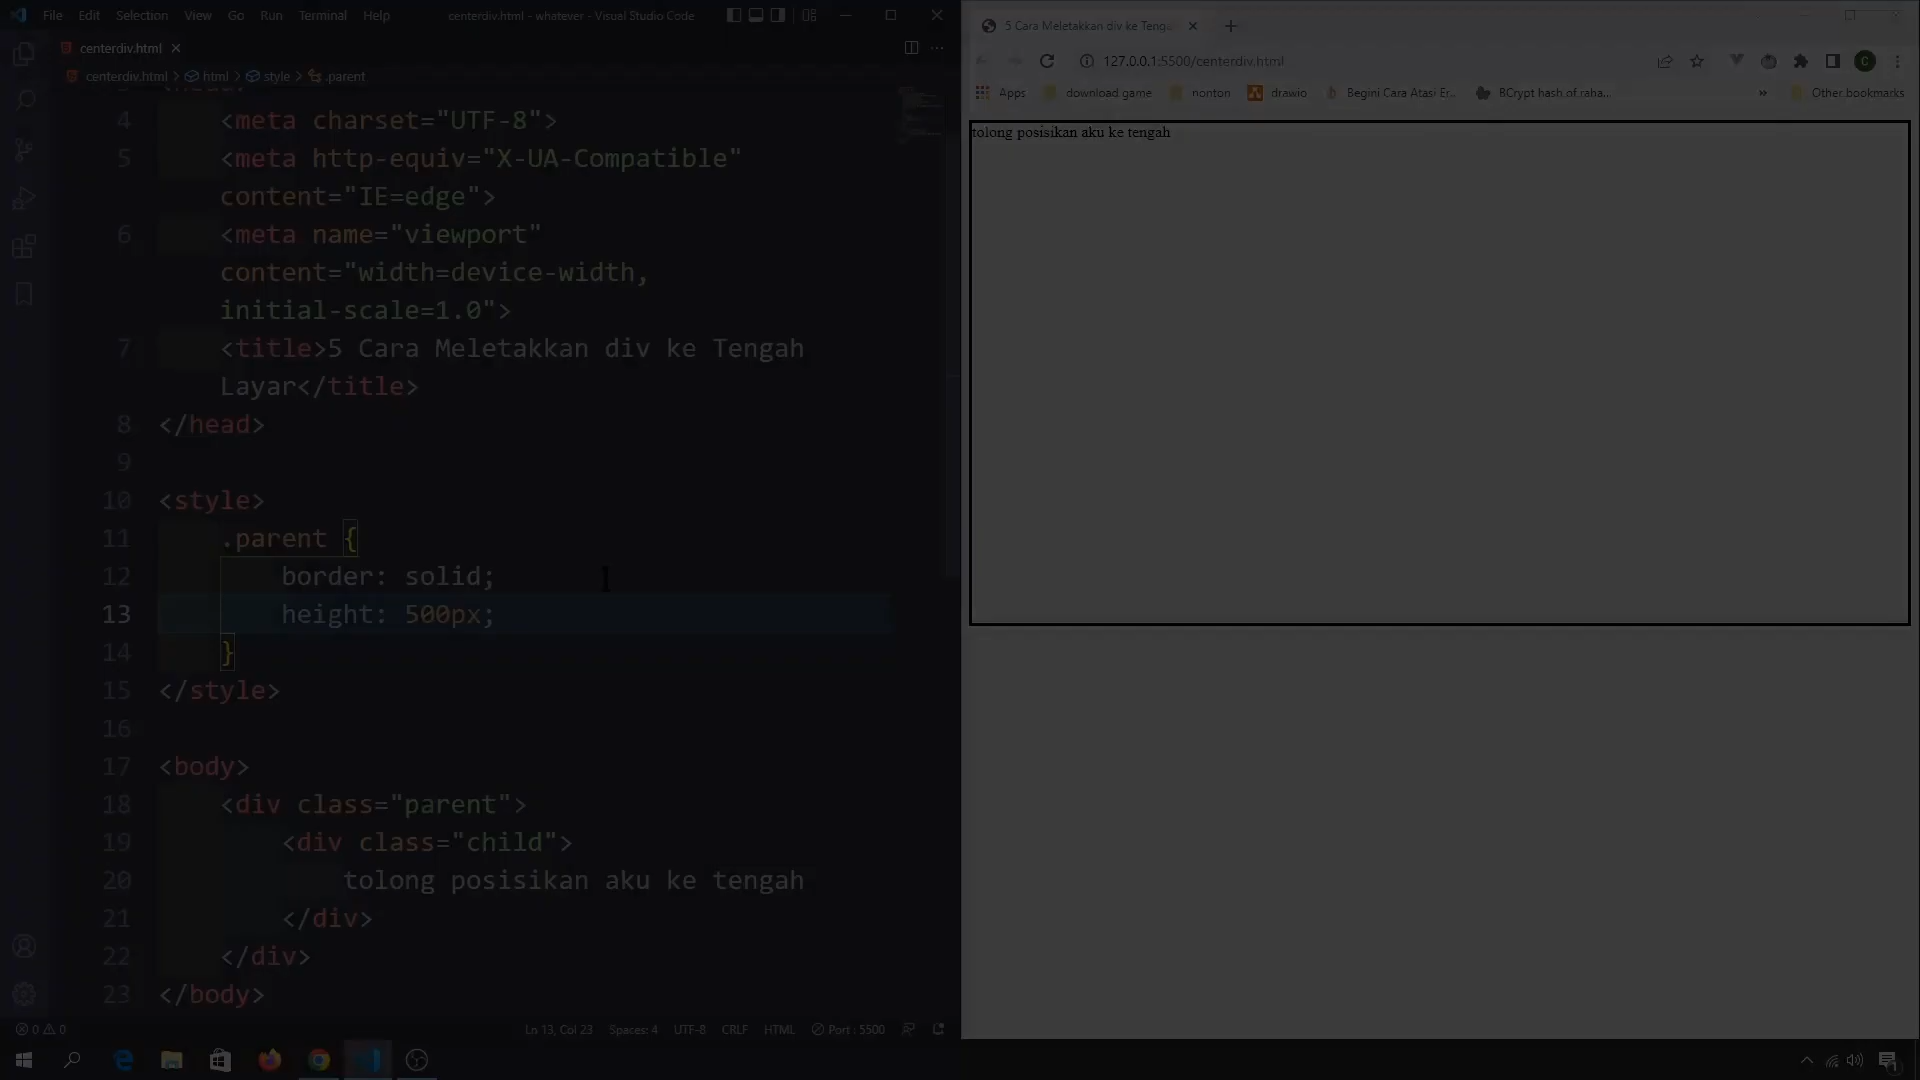 File Edit Selection View Go Run Terminal Help
centerdiv.html - whatever - Visual Studio Code
centerdiv.html
centerdiv.html > html > style > .parent
4 <meta charset="UTF-8">
5 <meta http-equiv="X-UA-Compatible"
content="IE=edge">
6 <meta name="viewport"
content="width=device-width,
initial-scale=1.0">
7 <title>5 Cara Meletakkan div ke Tengah
Layar</title>
8 </head>
9
10 <style>
11 .parent {
12 border: solid;
13 height: 500px;
14 }
15 </style>
16
17 <body>
18 <div class="parent">
19 <div class="child">
20 tolong posisikan aku ke tengah
21 </div>
22 </div>
23 </body>
0 0
Ln 13, Col 23 Spaces: 4 UTF-8 CRLF HTML Port : 5500
5 Cara Meletakkan div ke Tenga
127.0.0.1:5500/centerdiv.html
C
Apps download game nonton drawio Begini Cara Atasi Er... BCrypt hash of raha... » Other bookmarks
tolong posisikan aku ke tengah